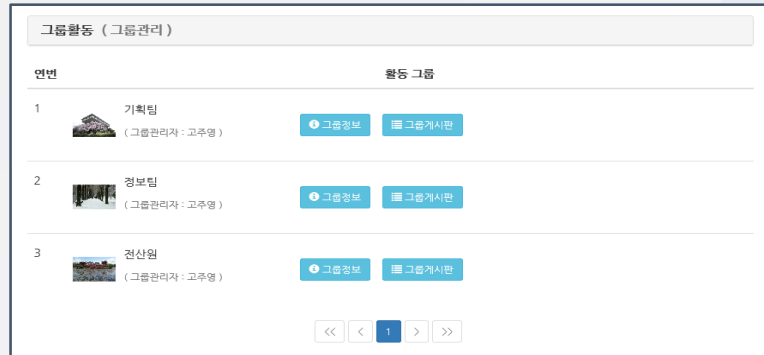 그룹활동 ( 그룹관리 )
연번 활동 그룹
1 기획팀
( 그룹관리자 : 고주영 )
그룹정보 그룹게시판
2 정보팀
( 그룹관리자 : 고주영 )
그룹정보 그룹게시판
3 전산원
( 그룹관리자 : 고주영 )
그룹정보 그룹게시판
<< < 1 > >>